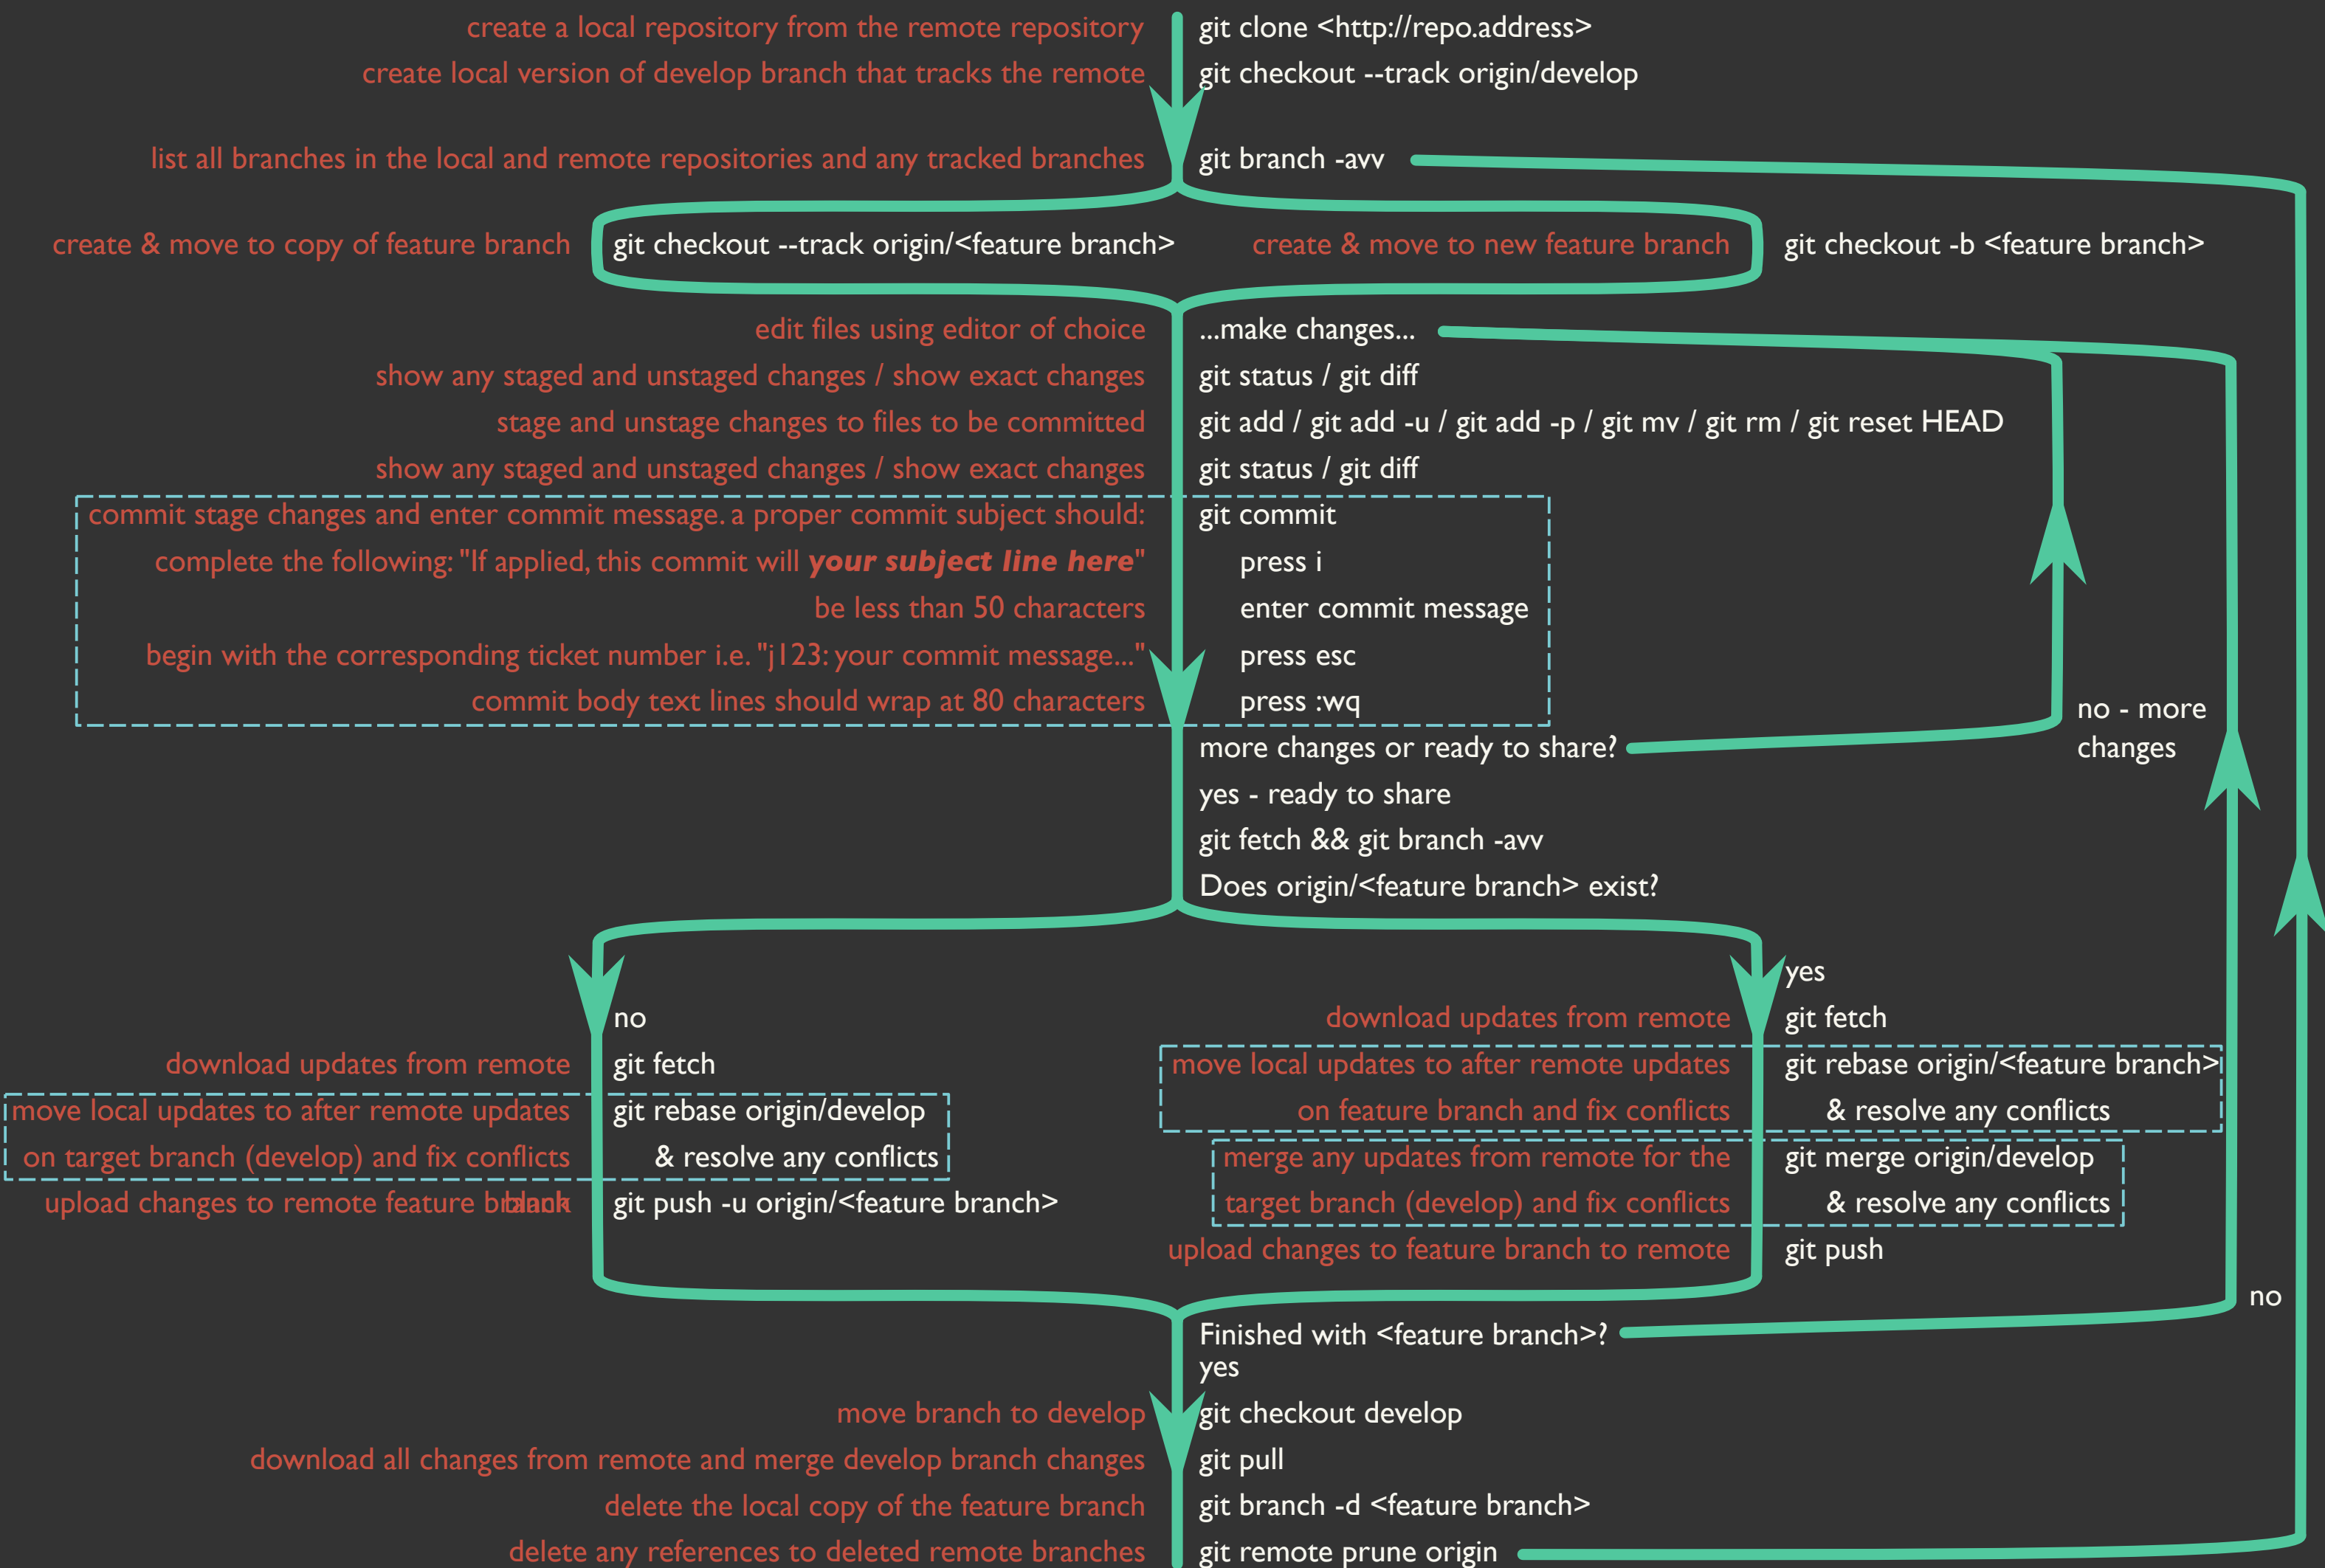 create a local repository from the remote repository git clone <http://repo.address>
create local version of develop branch that tracks the remote git checkout --track origin/develop
list all branches in the local and remote repositories and any tracked branches git branch -avv
create & move to copy of feature branch git checkout --track origin/<feature branch> create & move to new feature branch git checkout -b <feature branch>
edit files using editor of choice ...make changes...
show any staged and unstaged changes / show exact changes git status / git diff
stage and unstage changes to files to be committed git add / git add -u / git add -p / git mv / git rm / git reset HEAD
show any staged and unstaged changes / show exact changes git status / git diff
commit stage changes and enter commit message. a proper commit subject should: git commit
complete the following: "If applied, this commit will your subject line here" press i
be less than 50 characters enter commit message
begin with the corresponding ticket number i.e. "j123: your commit message..." press esc
commit body text lines should wrap at 80 characters press :wq
no - more
changes
more changes or ready to share?
yes - ready to share
git fetch && git branch -avv
Does origin/<feature branch> exist?
no
download updates from remote git fetch
move local updates to after remote updates git rebase origin/develop
on target branch (develop) and fix conflicts & resolve any conflicts
upload changes to remote feature branch blank git push -u origin/<feature branch>
yes
download updates from remote git fetch
move local updates to after remote updates git rebase origin/<feature branch>
on feature branch and fix conflicts & resolve any conflicts
merge any updates from remote for the git merge origin/develop
target branch (develop) and fix conflicts & resolve any conflicts
upload changes to feature branch to remote git push
no
Finished with <feature branch>?
yes
move branch to develop git checkout develop
download all changes from remote and merge develop branch changes git pull
delete the local copy of the feature branch git branch -d <feature branch>
delete any references to deleted remote branches git remote prune origin